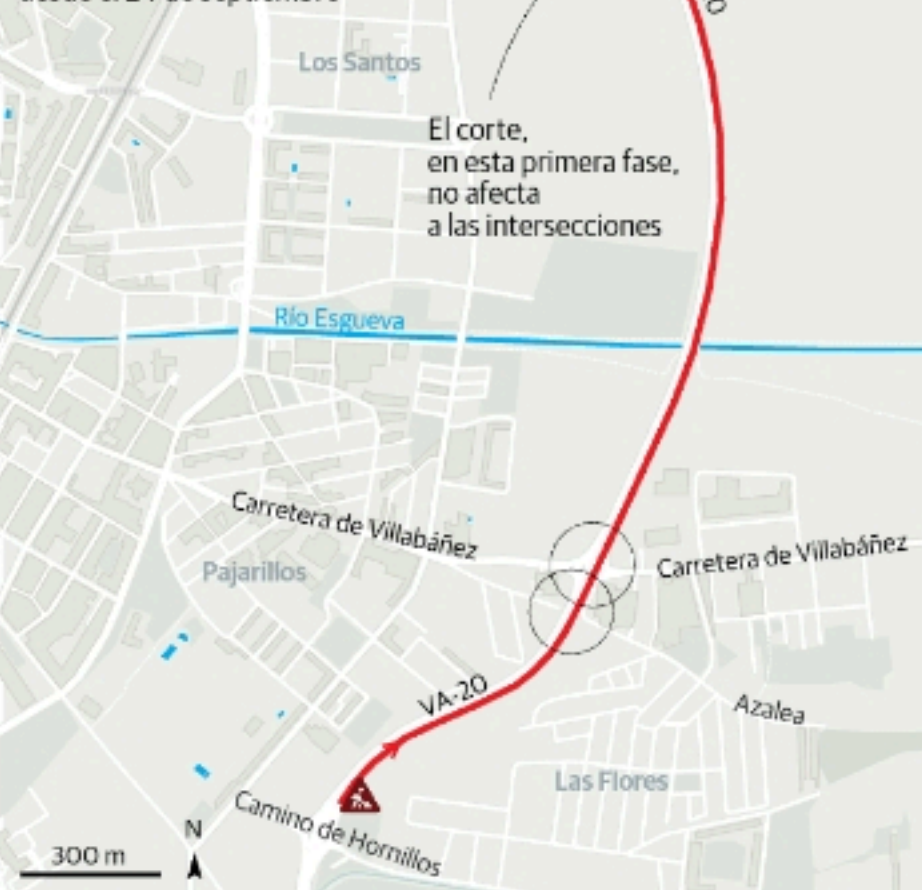 Los Santos
El corte,
en esta primera fase,
no afecta
a las intersecciones
Río Esgueva
Carretera de Villabáñez
Carretera de Villabáñez
Pajarillos
VA-20
Azalea
Las Flores
Camino de Hornillos
N
300 m